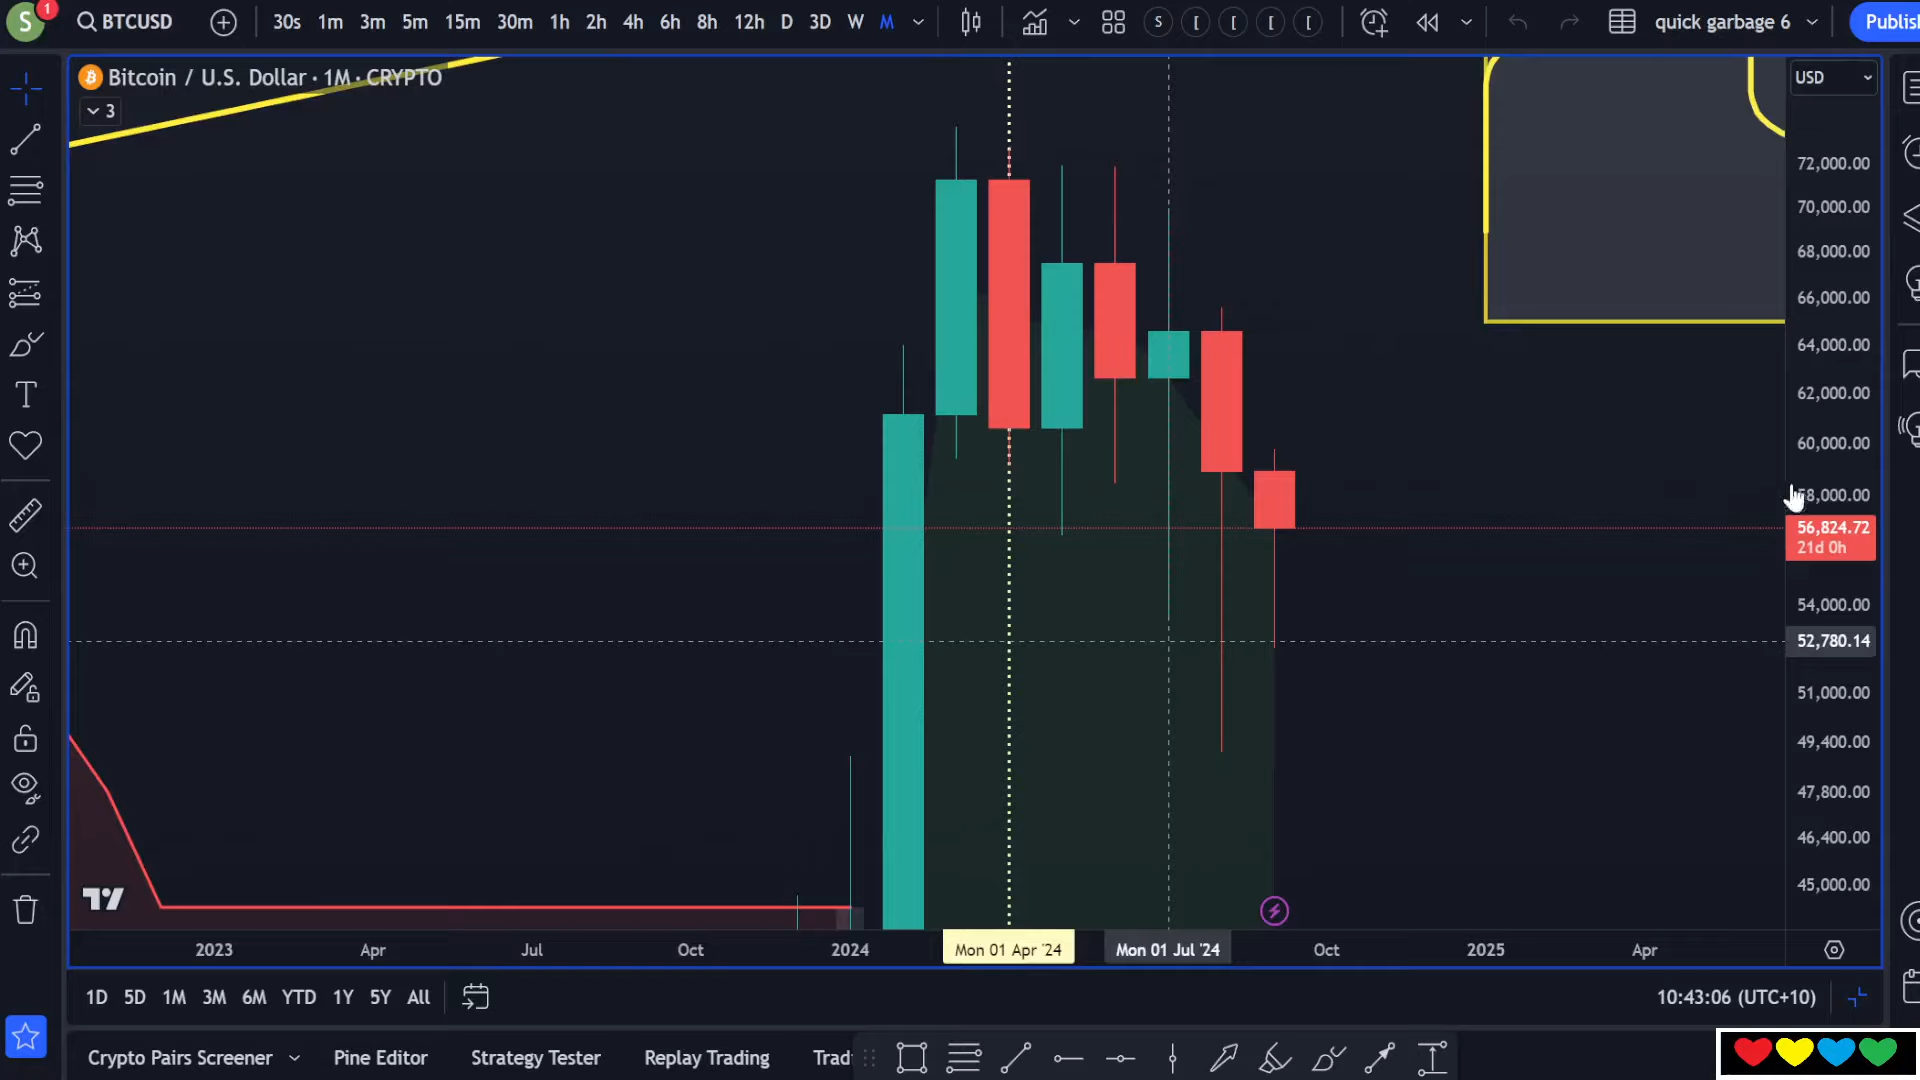 S 1 BTCUSD 30s 1m 3m 5m 15m 30m 1h 2h 4h 6h 8h 12h D 3D W M S [ [ [ [ quick garbage 6 Publish
Bitcoin / U.S. Dollar · 1M · CRYPTO USD
3
72,000.00
70,000.00
68,000.00
66,000.00
64,000.00
62,000.00
60,000.00
58,000.00
56,824.72
21d 0h
54,000.00
52,780.14
51,000.00
49,400.00
47,800.00
46,400.00
45,000.00
2023 Apr Jul Oct 2024 Mon 01 Apr '24 Mon 01 Jul '24 Oct 2025 Apr
1D 5D 1M 3M 6M YTD 1Y 5Y All 10:43:06 (UTC+10)
Crypto Pairs Screener Pine Editor Strategy Tester Replay Trading Trad